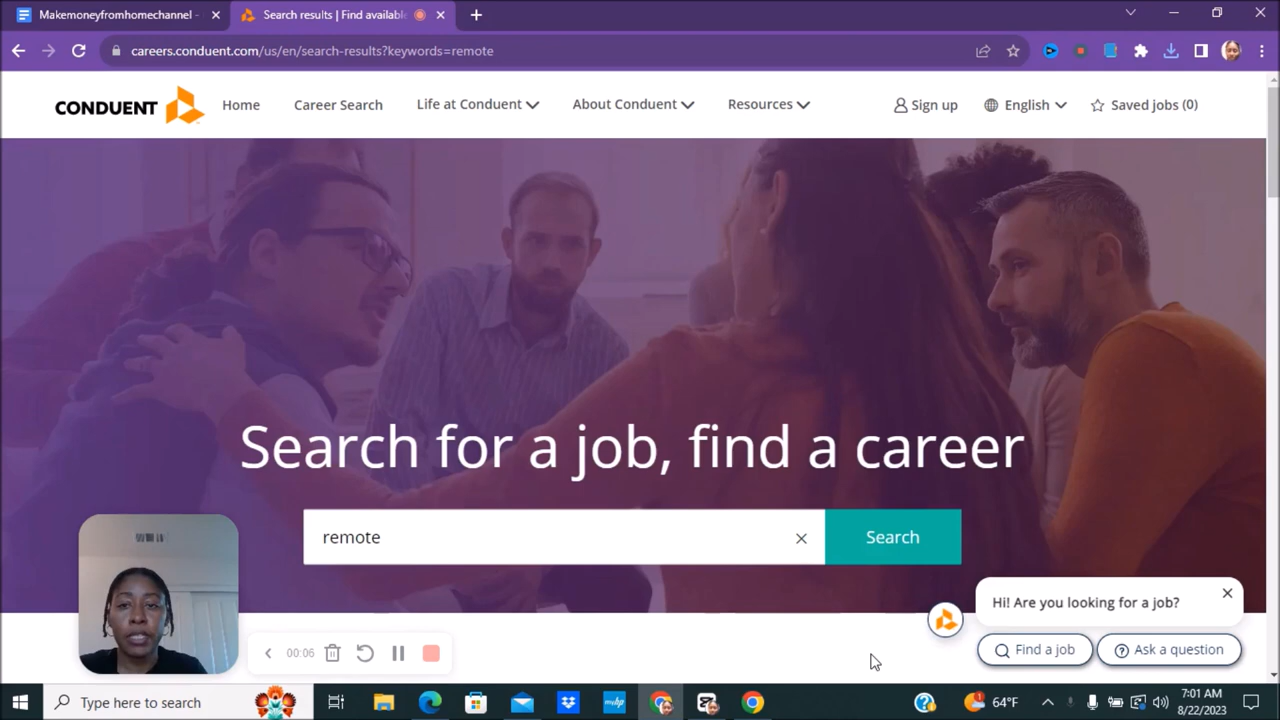 Makemoneyfromhomechannel -
Search results | Find availabl
careers.conduent.com/us/en/search-results?keywords=remote
CONDUENT
Home
Career Search
Life at Conduent
About Conduent
Resources
Sign up
English
Saved jobs (0)
Search for a job, find a career
remote
Search
Hi! Are you looking for a job?
Find a job
Ask a question
00:06
Type here to search
64°F
7:01 AM
8/22/2023